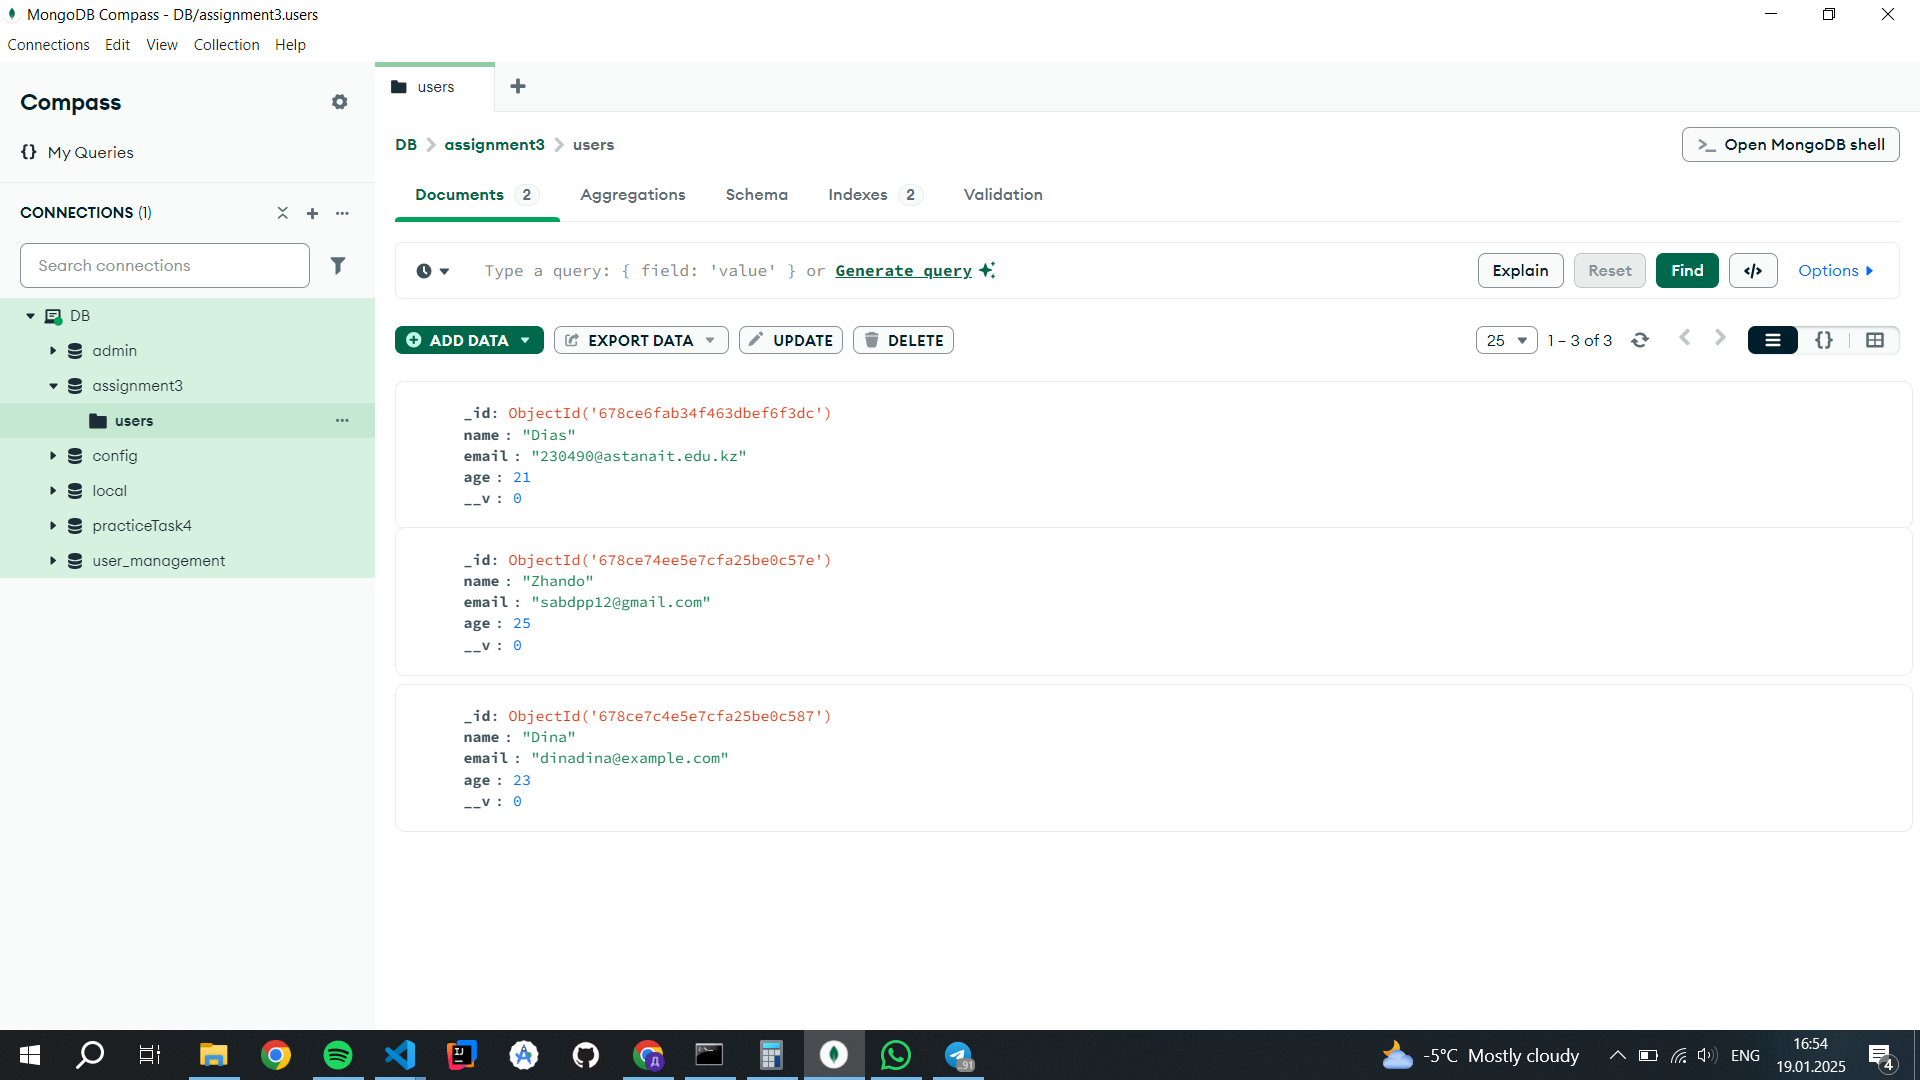 MongoDB Compass - DB/assignment3.users
Connections Edit View Collection Help
Compass
{} My Queries
CONNECTIONS (1)
Search connections
DB
admin
assignment3
users
config
local
practiceTask4
user_management
users
DB > assignment3 > users
>_ Open MongoDB shell
Documents 2 Aggregations Schema Indexes 2 Validation
Type a query: { field: 'value' } or Generate query
Explain Reset Find </> Options
ADD DATA EXPORT DATA UPDATE DELETE
25 1 – 3 of 3 {}
_id: ObjectId('678ce6fab34f463dbef6f3dc')
name : "Dias"
email : "230490@astanait.edu.kz"
age : 21
__v : 0
_id: ObjectId('678ce74ee5e7cfa25be0c57e')
name : "Zhando"
email : "sabdpp12@gmail.com"
age : 25
__v : 0
_id: ObjectId('678ce7c4e5e7cfa25be0c587')
name : "Dina"
email : "dinadina@example.com"
age : 23
__v : 0
IJ
Д
.91
-5°C Mostly cloudy
ENG
16:54
19.01.2025
4